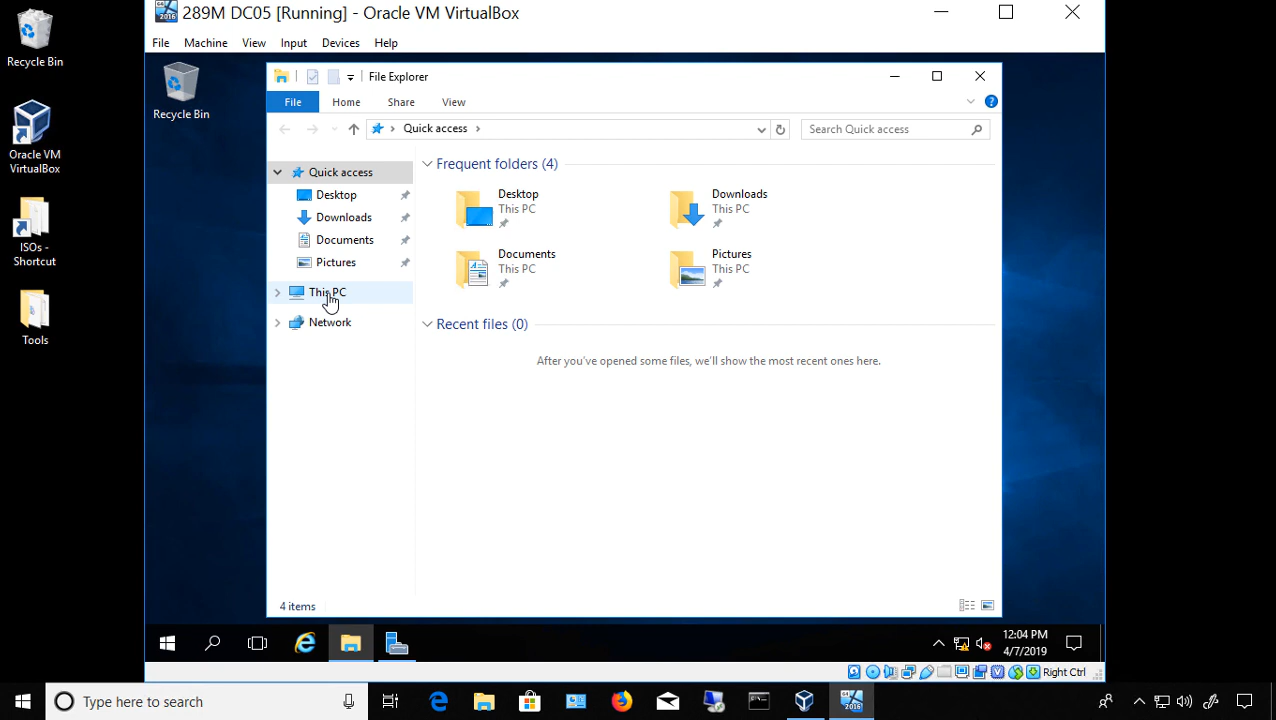 289M DC05 [Running] - Oracle VM VirtualBox
File Machine View Input Devices Help
Recycle Bin
Oracle VM
VirtualBox
ISOs -
Shortcut
Tools
Recycle Bin
File Explorer
File Home Share View
Quick access
Search Quick access
Quick access
Desktop
Downloads
Documents
Pictures
This PC
Network
Frequent folders (4)
Desktop
This PC
Downloads
This PC
Documents
This PC
Pictures
This PC
Recent files (0)
After you've opened some files, we'll show the most recent ones here.
4 items
12:04 PM
4/7/2019
Right Ctrl
Type here to search
2016